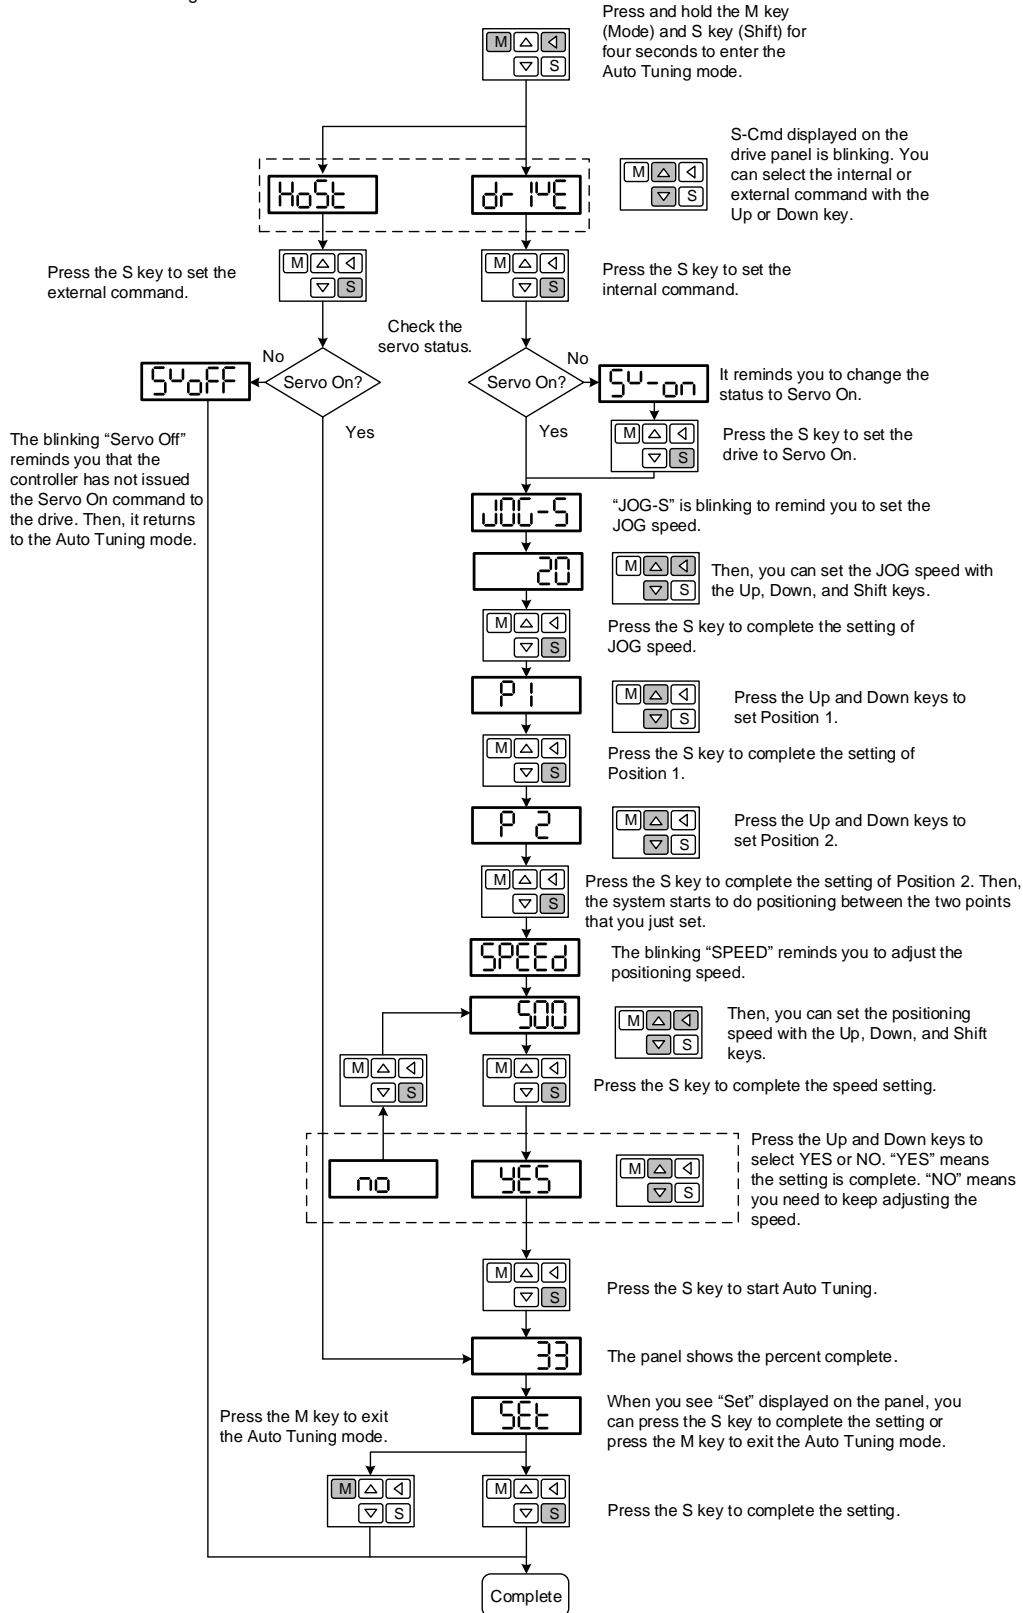 Press and hold the M key
(Mode) and S key (Shift) for
four seconds to enter the
Auto Tuning mode.
M
S
S-Cmd displayed on the
drive panel is blinking. You
can select the internal or
external command with the
Up or Down key.
HoSt
drIvE
M
S
Press the S key to set the
external command.
M
S
M
S
Press the S key to set the
internal command.
Check the
servo status.
No
Servo On?
SvoFF
Yes
No
Servo On?
Sv-on
Yes
It reminds you to change the
status to Servo On.
M
S
Press the S key to set the
drive to Servo On.
The blinking “Servo Off”
reminds you that the
controller has not issued
the Servo On command to
the drive. Then, it returns
to the Auto Tuning mode.
JOG-S
“JOG-S” is blinking to remind you to set the
JOG speed.
20
M
S
Then, you can set the JOG speed with
the Up, Down, and Shift keys.
M
S
Press the S key to complete the setting of
JOG speed.
P1
M
S
Press the Up and Down keys to
set Position 1.
M
S
Press the S key to complete the setting of
Position 1.
P 2
M
S
Press the Up and Down keys to
set Position 2.
M
S
Press the S key to complete the setting of Position 2. Then,
the system starts to do positioning between the two points
that you just set.
SPEEd
The blinking “SPEED” reminds you to adjust the
positioning speed.
500
M
S
Then, you can set the positioning
speed with the Up, Down, and Shift
keys.
M
S
M
S
Press the S key to complete the speed setting.
no
YES
M
S
Press the Up and Down keys to
select YES or NO. “YES” means
the setting is complete. “NO” means
you need to keep adjusting the
speed.
M
S
Press the S key to start Auto Tuning.
33
The panel shows the percent complete.
SEt
When you see “Set” displayed on the panel, you
can press the S key to complete the setting or
press the M key to exit the Auto Tuning mode.
Press the M key to exit
the Auto Tuning mode.
M
S
M
S
Press the S key to complete the setting.
Complete